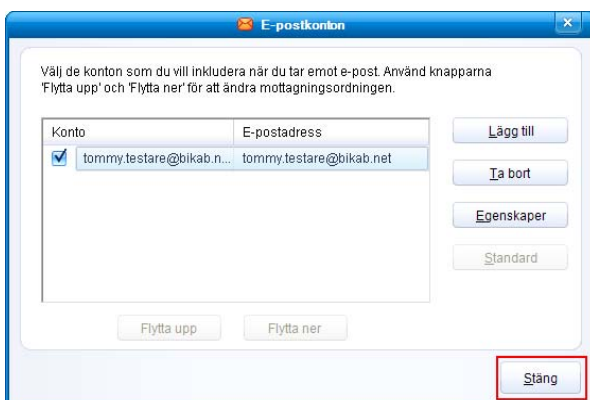 E-postkonton
Välj de konton som du vill inkludera när du tar emot e-post. Använd knapparna
'Flytta upp' och 'Flytta ner' för att ändra mottagningsordningen.
Konto E-postadress
tommy.testare@bikab.n... tommy.testare@bikab.net
Lägg till
Ta bort
Egenskaper
Standard
Flytta upp Flytta ner
Stäng